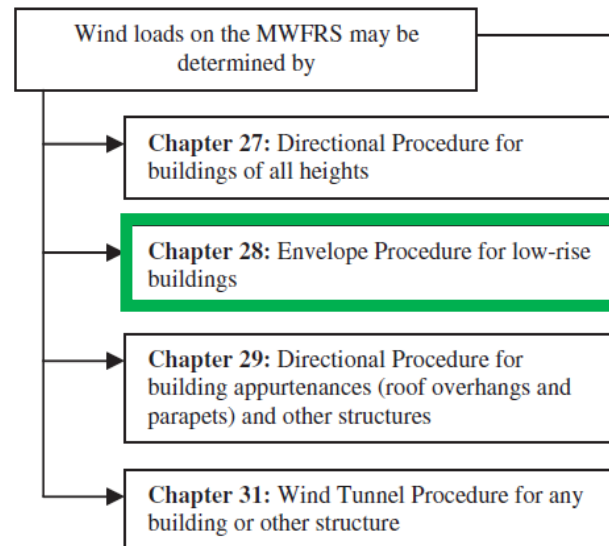 Wind loads on the MWFRS may be
determined by
Chapter 27: Directional Procedure for
buildings of all heights
Chapter 28: Envelope Procedure for low-rise
buildings
Chapter 29: Directional Procedure for
building appurtenances (roof overhangs and
parapets) and other structures
Chapter 31: Wind Tunnel Procedure for any
building or other structure